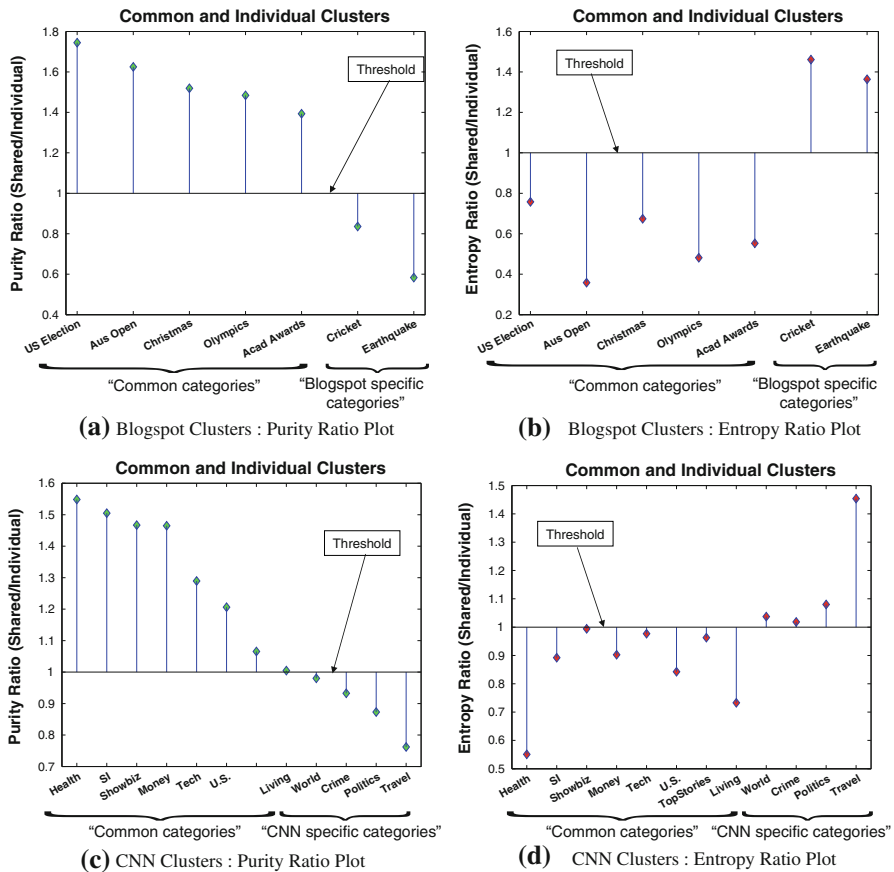 Common and Individual Clusters
Purity Ratio (Shared/Individual)
1.8
1.6
1.4
1.2
1
0.8
0.6
0.4
Threshold
US Election
Aus Open
Christmas
Olympics
Acad Awards
Cricket
Earthquake
“Common categories”
“Blogspot specific
categories”
(a) Blogspot Clusters : Purity Ratio Plot
Common and Individual Clusters
Entropy Ratio (Shared/Individual)
1.6
1.4
1.2
1
0.8
0.6
0.4
0.2
Threshold
US Election
Aus Open
Christmas
Olympics
Acad Awards
Cricket
Earthquake
“Common categories”
“Blogspot specific
categories”
(b) Blogspot Clusters : Entropy Ratio Plot
Common and Individual Clusters
Purity Ratio (Shared/Individual)
1.6
1.5
1.4
1.3
1.2
1.1
1
0.9
0.8
0.7
Threshold
Health
SI
Showbiz
Money
Tech
U.S.
Living
World
Crime
Politics
Travel
“Common categories”
“CNN specific categories”
(c) CNN Clusters : Purity Ratio Plot
Common and Individual Clusters
Entropy Ratio (Shared/Individual)
1.5
1.4
1.3
1.2
1.1
1
0.9
0.8
0.7
0.6
0.5
Threshold
Health
SI
Showbiz
Money
Tech
U.S.
TopStories
Living
World
Crime
Politics
Travel
“Common categories”
“CNN specific categories”
(d) CNN Clusters : Entropy Ratio Plot